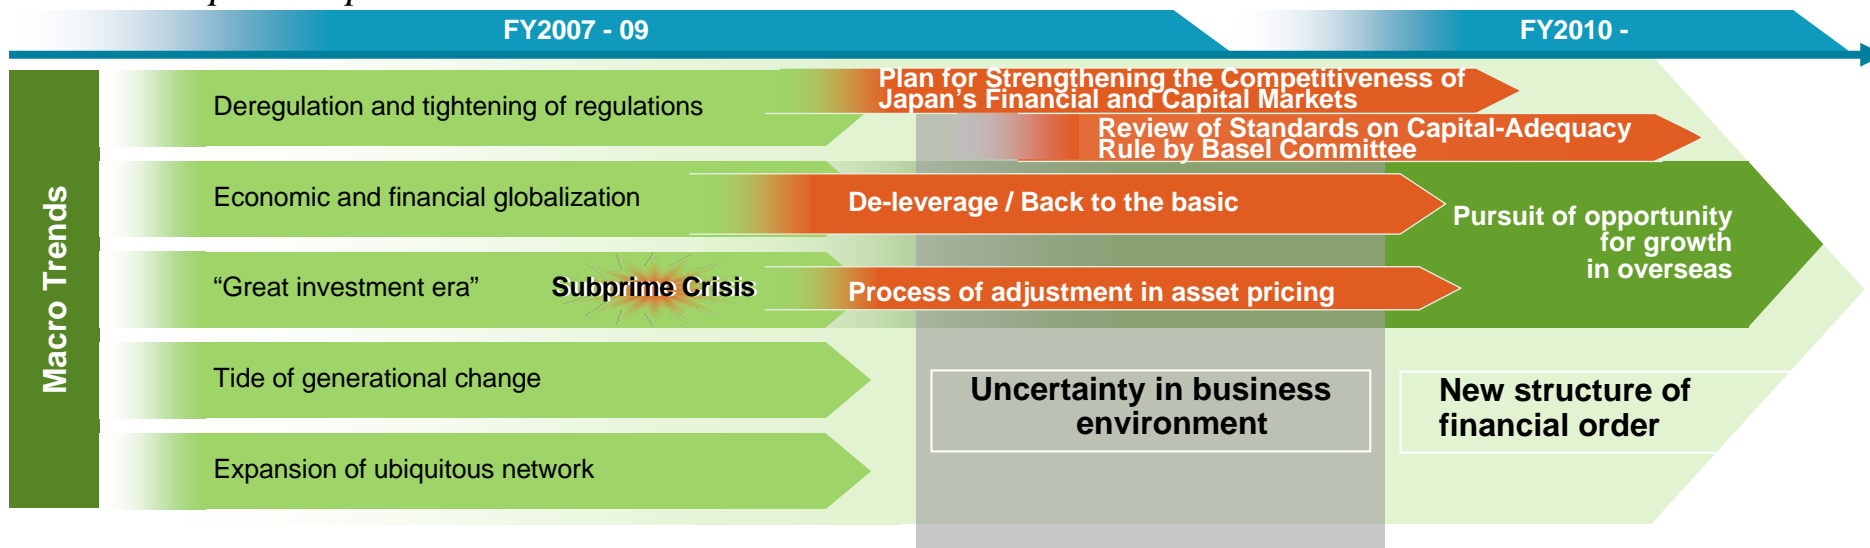 FY2007 - 09
FY2010 -
Macro Trends
Deregulation and tightening of regulations
Plan for Strengthening the Competitiveness of
Japan’s Financial and Capital Markets
Review of Standards on Capital-Adequacy
Rule by Basel Committee
Economic and financial globalization
De-leverage / Back to the basic
Pursuit of opportunity
for growth
in overseas
“Great investment era”
Subprime Crisis
Process of adjustment in asset pricing
Tide of generational change
Uncertainty in business
environment
New structure of
financial order
Expansion of ubiquitous network